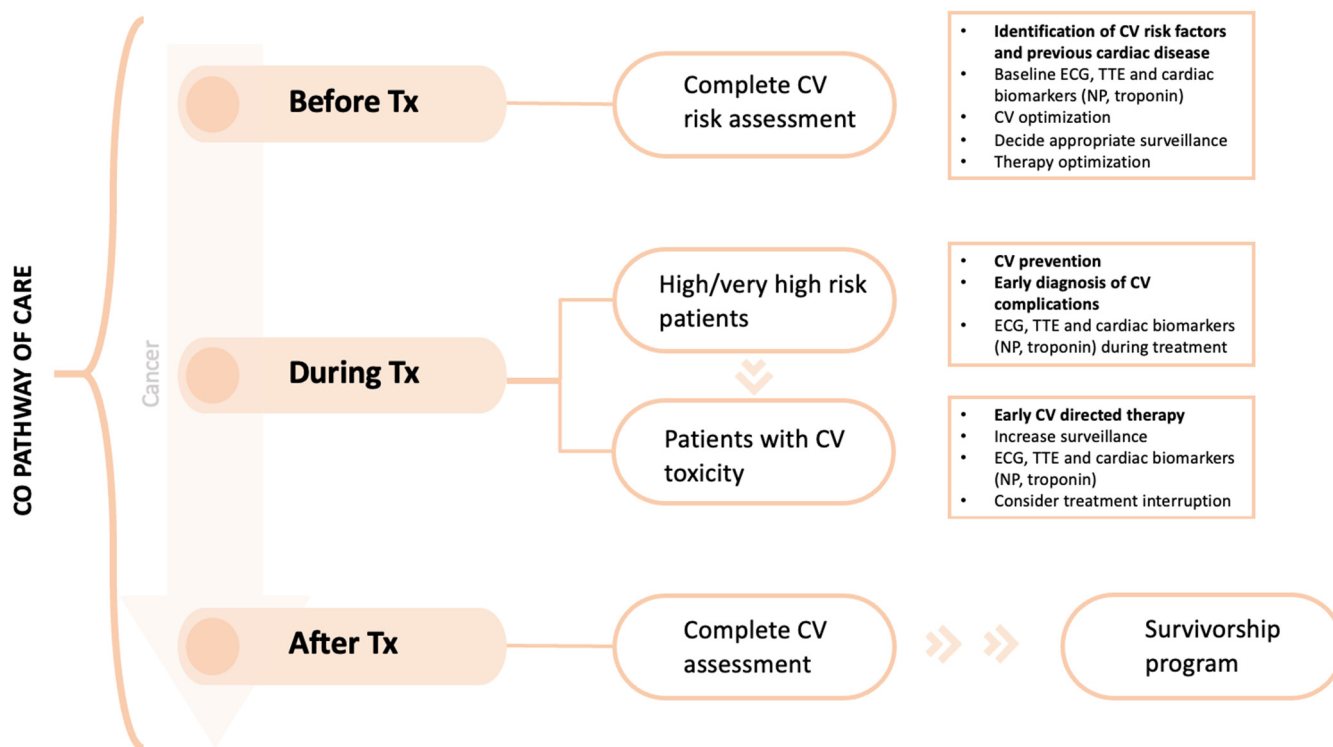 CO PATHWAY OF CARE
Cancer
Before Tx
Complete CV
risk assessment
• Identification of CV risk factors
and previous cardiac disease
• Baseline ECG, TTE and cardiac
biomarkers (NP, troponin)
• CV optimization
• Decide appropriate surveillance
• Therapy optimization
During Tx
High/very high risk
patients
• CV prevention
• Early diagnosis of CV
complications
• ECG, TTE and cardiac biomarkers
(NP, troponin) during treatment
Patients with CV
toxicity
• Early CV directed therapy
• Increase surveillance
• ECG, TTE and cardiac biomarkers
(NP, troponin)
• Consider treatment interruption
After Tx
Complete CV
assessment
Survivorship
program